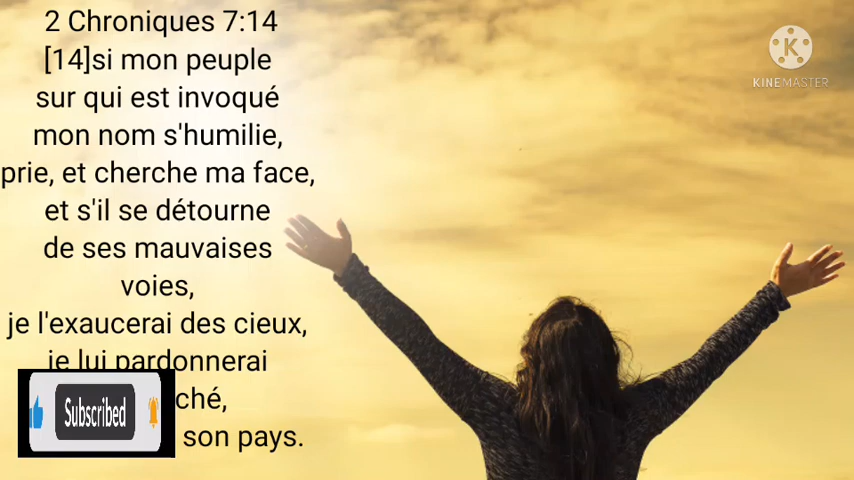 2 Chroniques 7:14
[14]si mon peuple
sur qui est invoqué
mon nom s'humilie,
prie, et cherche ma face,
et s'il se détourne
de ses mauvaises
voies,
je l'exaucerai des cieux,
je lui pardonnerai
ché,
son pays.
Subscribed
K
KINEMASTER